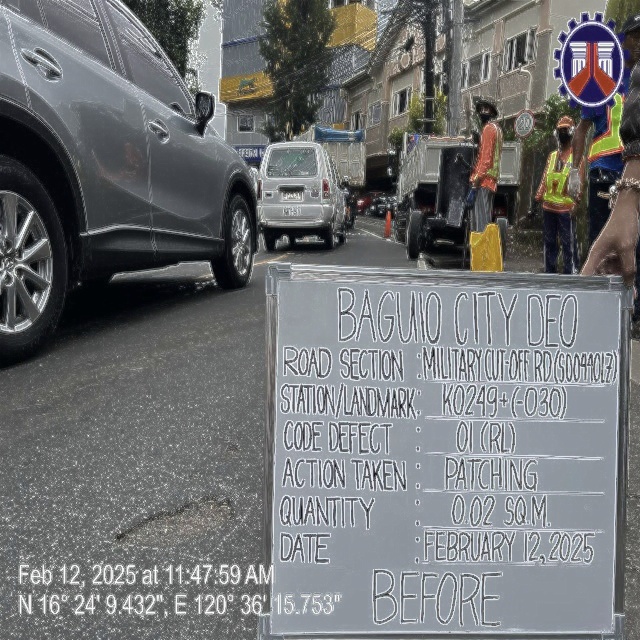 BAGUIO CITY DEO
ROAD SECTION : MILITARY CUT-OFF RD (S00449LZ)
STATION/LANDMARK: K0249+(-030)
CODE DEFECT : 01 (RL)
ACTION TAKEN : PATCHING
QUANTITY : 0.02 SQ.M.
DATE : FEBRUARY 12, 2025
BEFORE
Feb 12, 2025 at 11:47:59 AM
N 16° 24' 9.432", E 120° 36' 15.753"